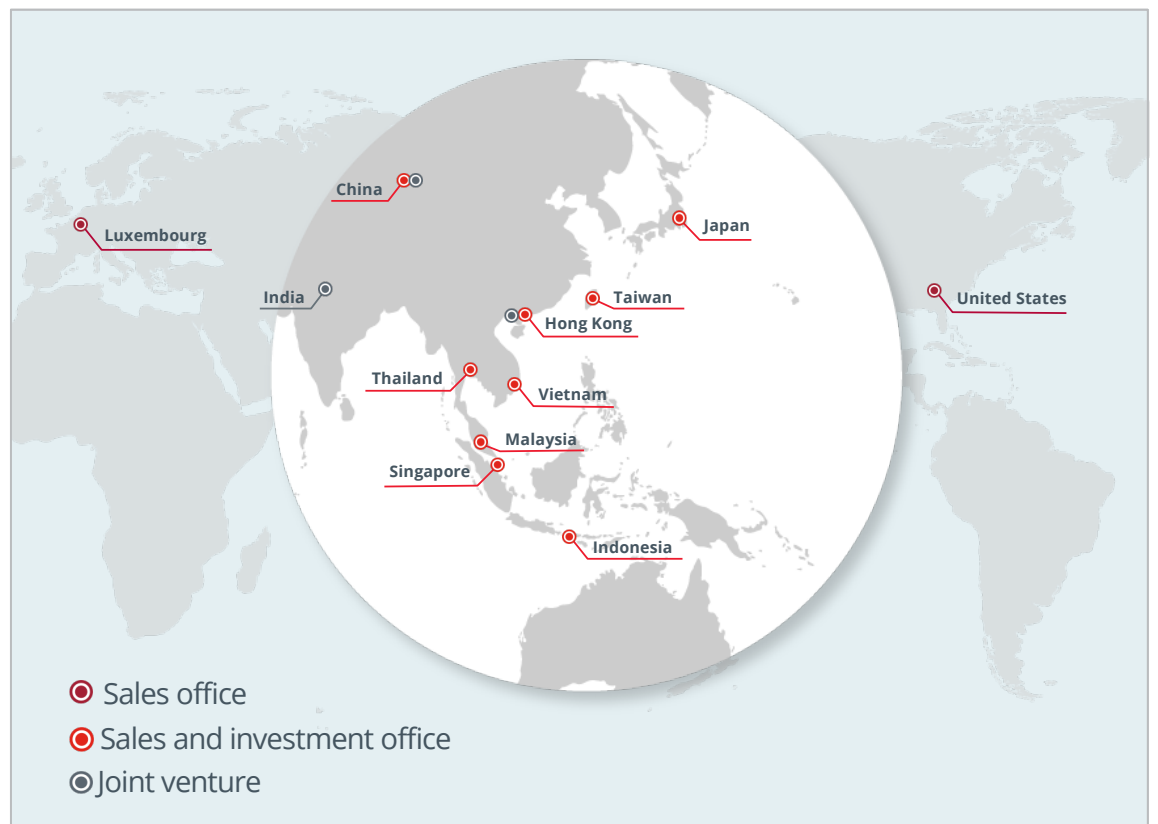 China
Luxembourg
Japan
India
Taiwan
United States
Hong Kong
Thailand
Vietnam
Malaysia
Singapore
Indonesia
Sales office
Sales and investment office
Joint venture